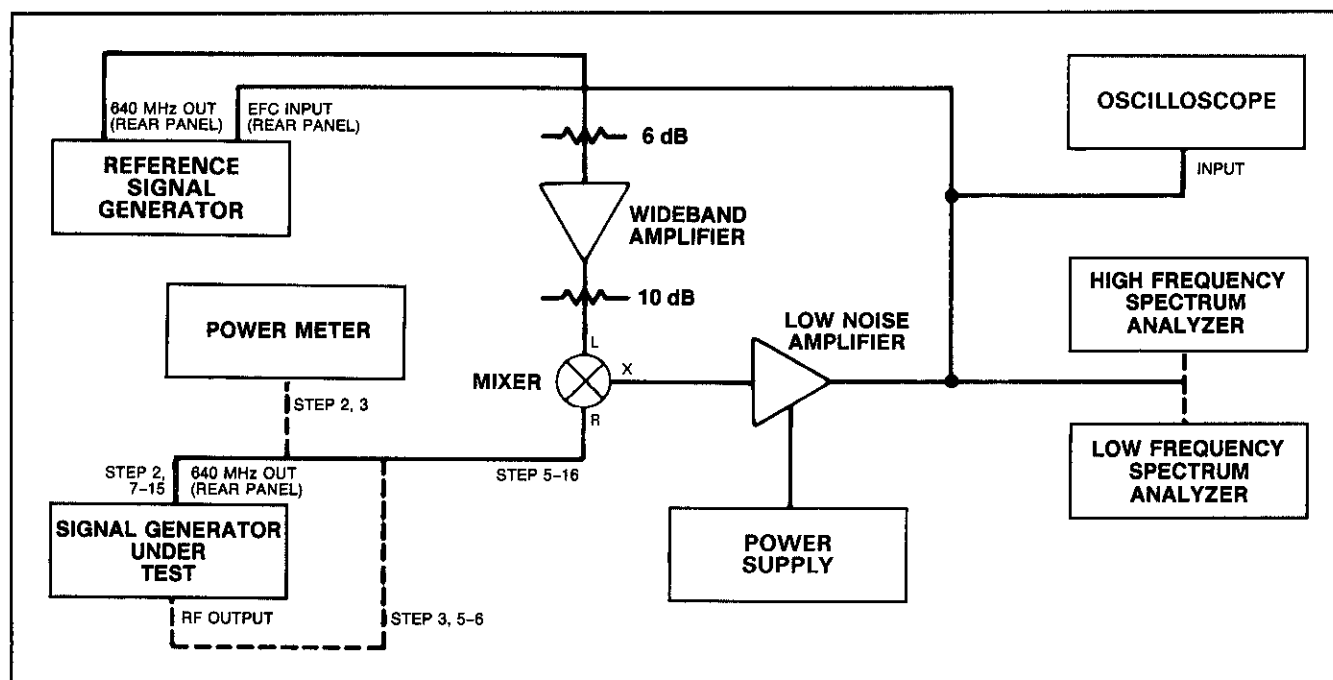 640 MHz OUT
(REAR PANEL)
EFC INPUT
(REAR PANEL)
REFERENCE
SIGNAL
GENERATOR
6 dB
WIDEBAND
AMPLIFIER
10 dB
OSCILLOSCOPE
INPUT
POWER METER
STEP 2, 3
L
MIXER
X
R
LOW NOISE
AMPLIFIER
HIGH FREQUENCY
SPECTRUM
ANALYZER
LOW FREQUENCY
SPECTRUM
ANALYZER
STEP 2,
7–15
640 MHz OUT
(REAR PANEL)
STEP 5–16
SIGNAL GENERATOR
UNDER
TEST
RF OUTPUT
STEP 3, 5–6
POWER
SUPPLY